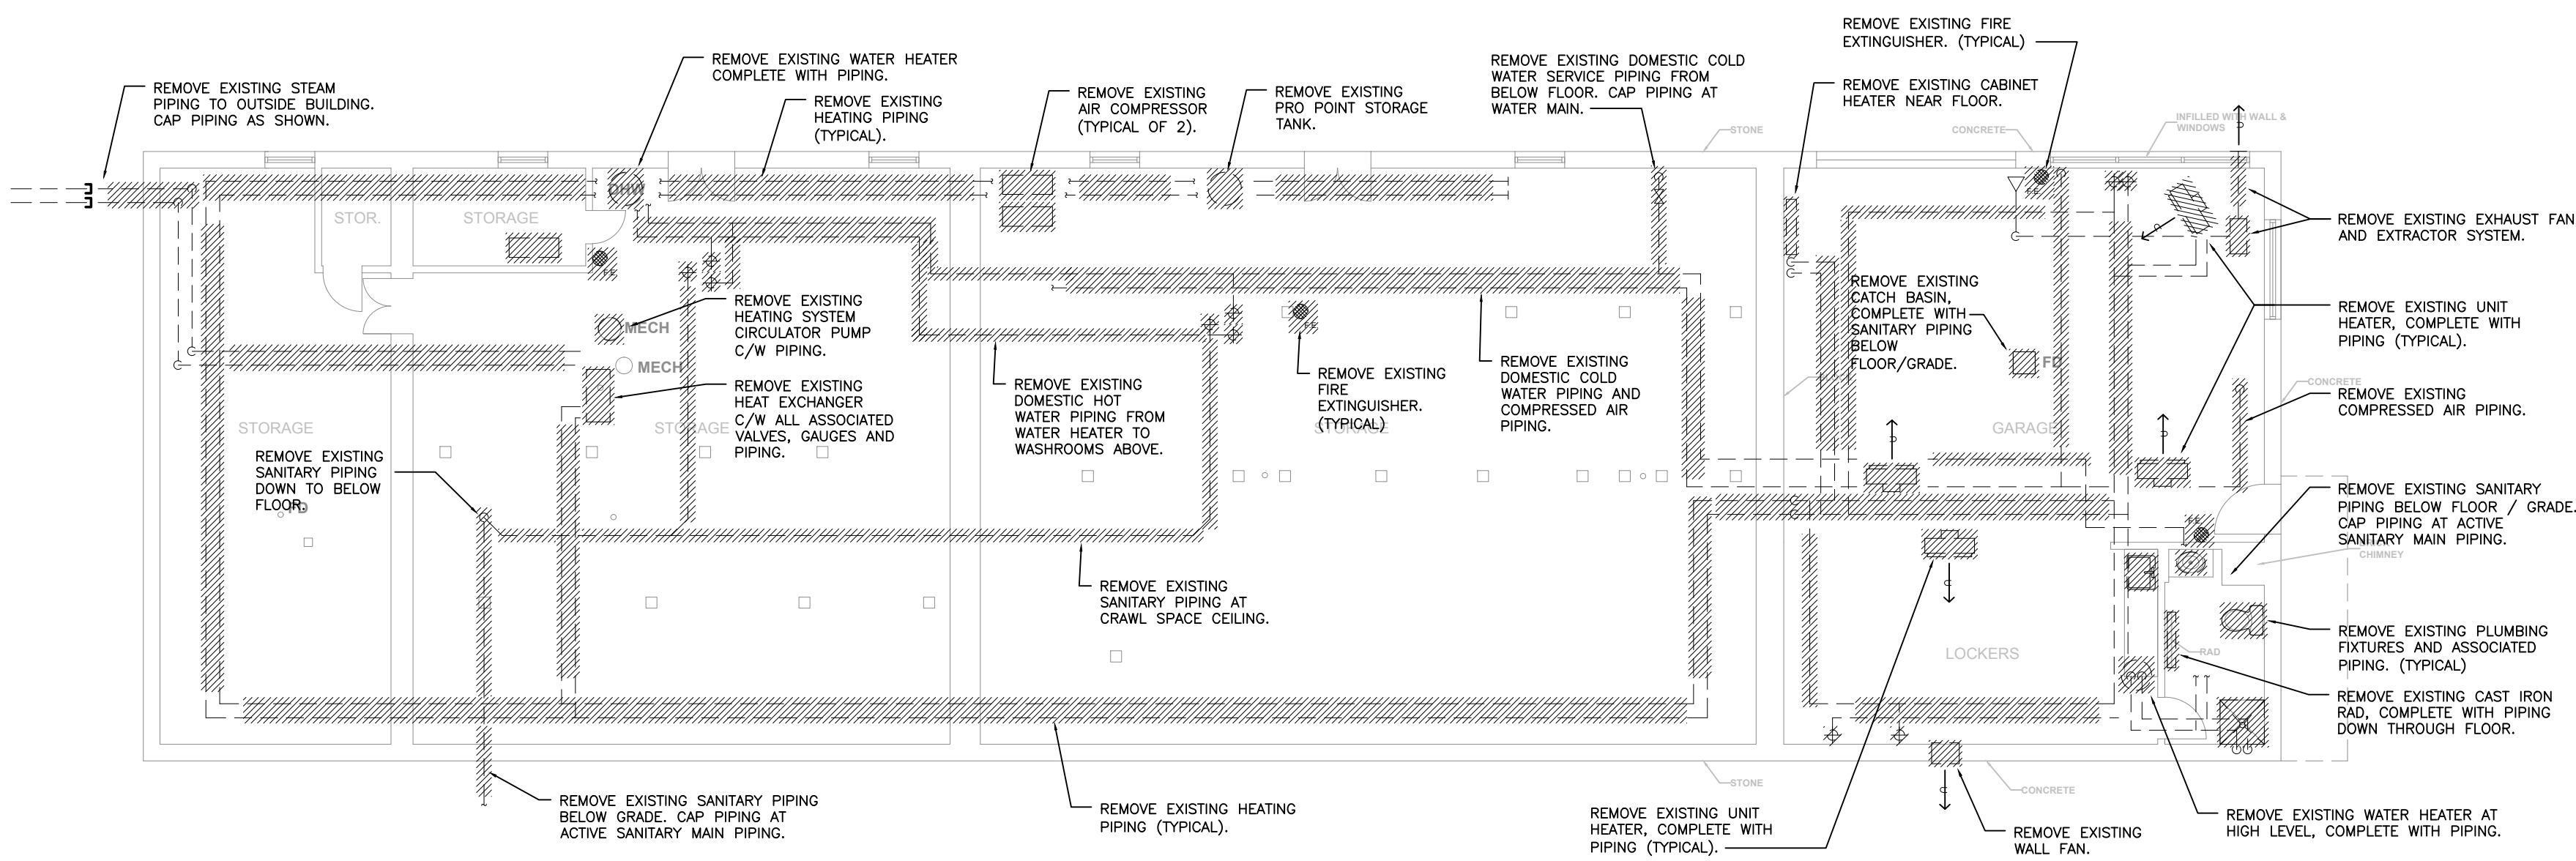 REMOVE EXISTING FIRE
EXTINGUISHER. (TYPICAL)
REMOVE EXISTING WATER HEATER
COMPLETE WITH PIPING.
REMOVE EXISTING DOMESTIC COLD
WATER SERVICE PIPING FROM
BELOW FLOOR. CAP PIPING AT
WATER MAIN.
REMOVE EXISTING STEAM
PIPING TO OUTSIDE BUILDING.
CAP PIPING AS SHOWN.
REMOVE EXISTING
HEATING PIPING
(TYPICAL).
REMOVE EXISTING
AIR COMPRESSOR
(TYPICAL OF 2).
REMOVE EXISTING
PRO POINT STORAGE
TANK.
REMOVE EXISTING CABINET
HEATER NEAR FLOOR.
STONE
CONCRETE
INFILLED WITH WALL &
WINDOWS
DHW
F.E.
STOR.
STORAGE
F.E.
REMOVE EXISTING EXHAUST FAN
AND EXTRACTOR SYSTEM.
REMOVE EXISTING
HEATING SYSTEM
CIRCULATOR PUMP
C/W PIPING.
MECH
MECH
F.E.
REMOVE EXISTING
CATCH BASIN,
COMPLETE WITH
SANITARY PIPING
BELOW
FLOOR/GRADE.
FD
REMOVE EXISTING UNIT
HEATER, COMPLETE WITH
PIPING (TYPICAL).
REMOVE EXISTING
HEAT EXCHANGER
C/W ALL ASSOCIATED
VALVES, GAUGES AND
PIPING.
REMOVE EXISTING
DOMESTIC HOT
WATER PIPING FROM
WATER HEATER TO
WASHROOMS ABOVE.
REMOVE EXISTING
FIRE
EXTINGUISHER.
(TYPICAL)
REMOVE EXISTING
DOMESTIC COLD
WATER PIPING AND
COMPRESSED AIR
PIPING.
CONCRETE
REMOVE EXISTING
COMPRESSED AIR PIPING.
STORAGE
STORAGE
STORAGE
GARAGE
REMOVE EXISTING
SANITARY PIPING
DOWN TO BELOW
FLOOR.
FD
REMOVE EXISTING SANITARY
PIPING BELOW FLOOR / GRADE.
CAP PIPING AT ACTIVE
SANITARY MAIN PIPING.
F.E.
CHIMNEY
REMOVE EXISTING
SANITARY PIPING AT
CRAWL SPACE CEILING.
LOCKERS
RAD
REMOVE EXISTING PLUMBING
FIXTURES AND ASSOCIATED
PIPING. (TYPICAL)
REMOVE EXISTING CAST IRON
RAD, COMPLETE WITH PIPING
DOWN THROUGH FLOOR.
STONE
CONCRETE
REMOVE EXISTING SANITARY PIPING
BELOW GRADE. CAP PIPING AT
ACTIVE SANITARY MAIN PIPING.
REMOVE EXISTING HEATING
PIPING (TYPICAL).
REMOVE EXISTING UNIT
HEATER, COMPLETE WITH
PIPING (TYPICAL).
REMOVE EXISTING
WALL FAN.
REMOVE EXISTING WATER HEATER AT
HIGH LEVEL, COMPLETE WITH PIPING.